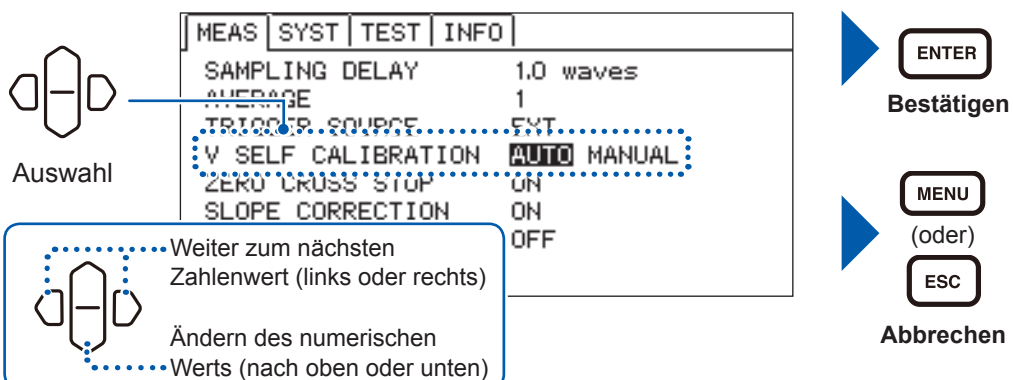 MEAS SYST TEST INFO
SAMPLING DELAY 1.0 waves
AVERAGE 1
TRIGGER SOURCE EXT
V SELF CALIBRATION AUTO MANUAL
ZERO CROSS STOP ON
SLOPE CORRECTION ON
OFF
Auswahl
Weiter zum nächsten
Zahlenwert (links oder rechts)
Ändern des numerischen
Werts (nach oben oder unten)
ENTER
Bestätigen
MENU
(oder)
ESC
Abbrechen